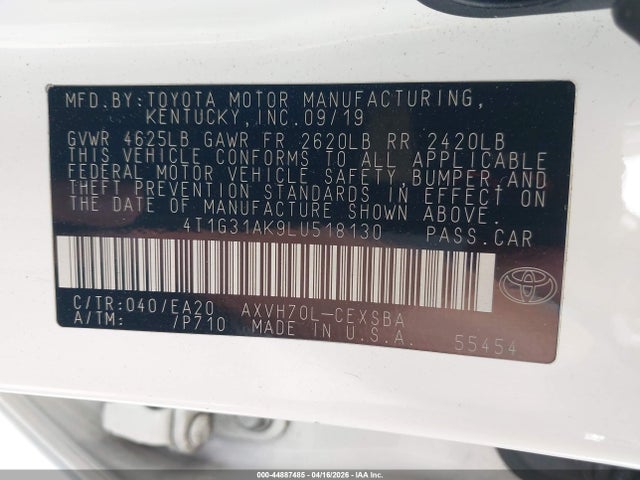 MFD.BY:TOYOTA MOTOR MANUFACTURING,
KENTUCKY,INC.09/19
GVWR 4625LB GAWR FR 2620LB RR 2420LB
THIS VEHICLE CONFORMS TO ALL APPLICABLE
FEDERAL MOTOR VEHICLE SAFETY,BUMPER,AND
THEFT PREVENTION STANDARDS IN EFFECT ON
THE DATE OF MANUFACTURE SHOWN ABOVE.
4T1G31AK9LU518130 PASS.CAR
C/TR:040/EA20 AXVH70L-CEXSBA
A/TM: /P710 MADE IN U.S.A. 55454
000-44887485 - 04/16/2026 - IAA Inc.